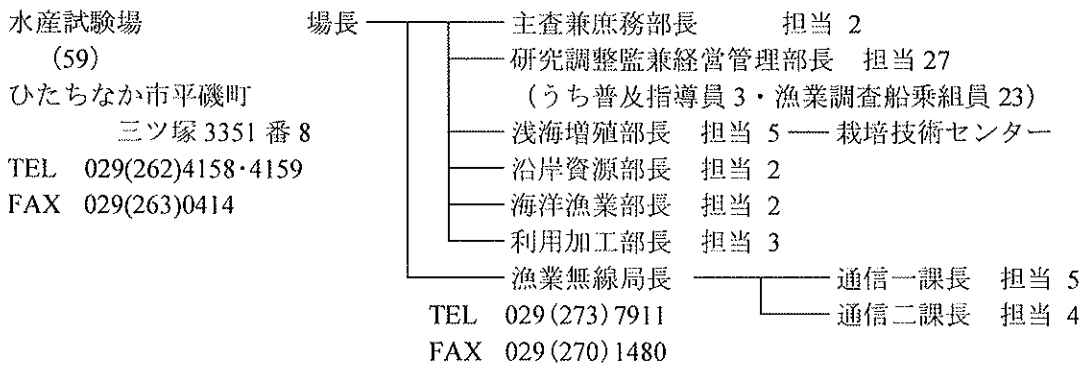 水産試験場 場長 主査兼庶務部長 担当 2
(59) 研究調整監兼経営管理部長 担当 27
ひたちなか市平磯町 (うち普及指導員 3・漁業調査船乗組員 23)
三ツ塚 3351 番 8 浅海増殖部長 担当 5 栽培技術センター
TEL 029(262)4158・4159 沿岸資源部長 担当 2
FAX 029(263)0414 海洋漁業部長 担当 2
利用加工部長 担当 3
漁業無線局長 通信一課長 担当 5
TEL 029(273)7911 通信二課長 担当 4
FAX 029(270)1480